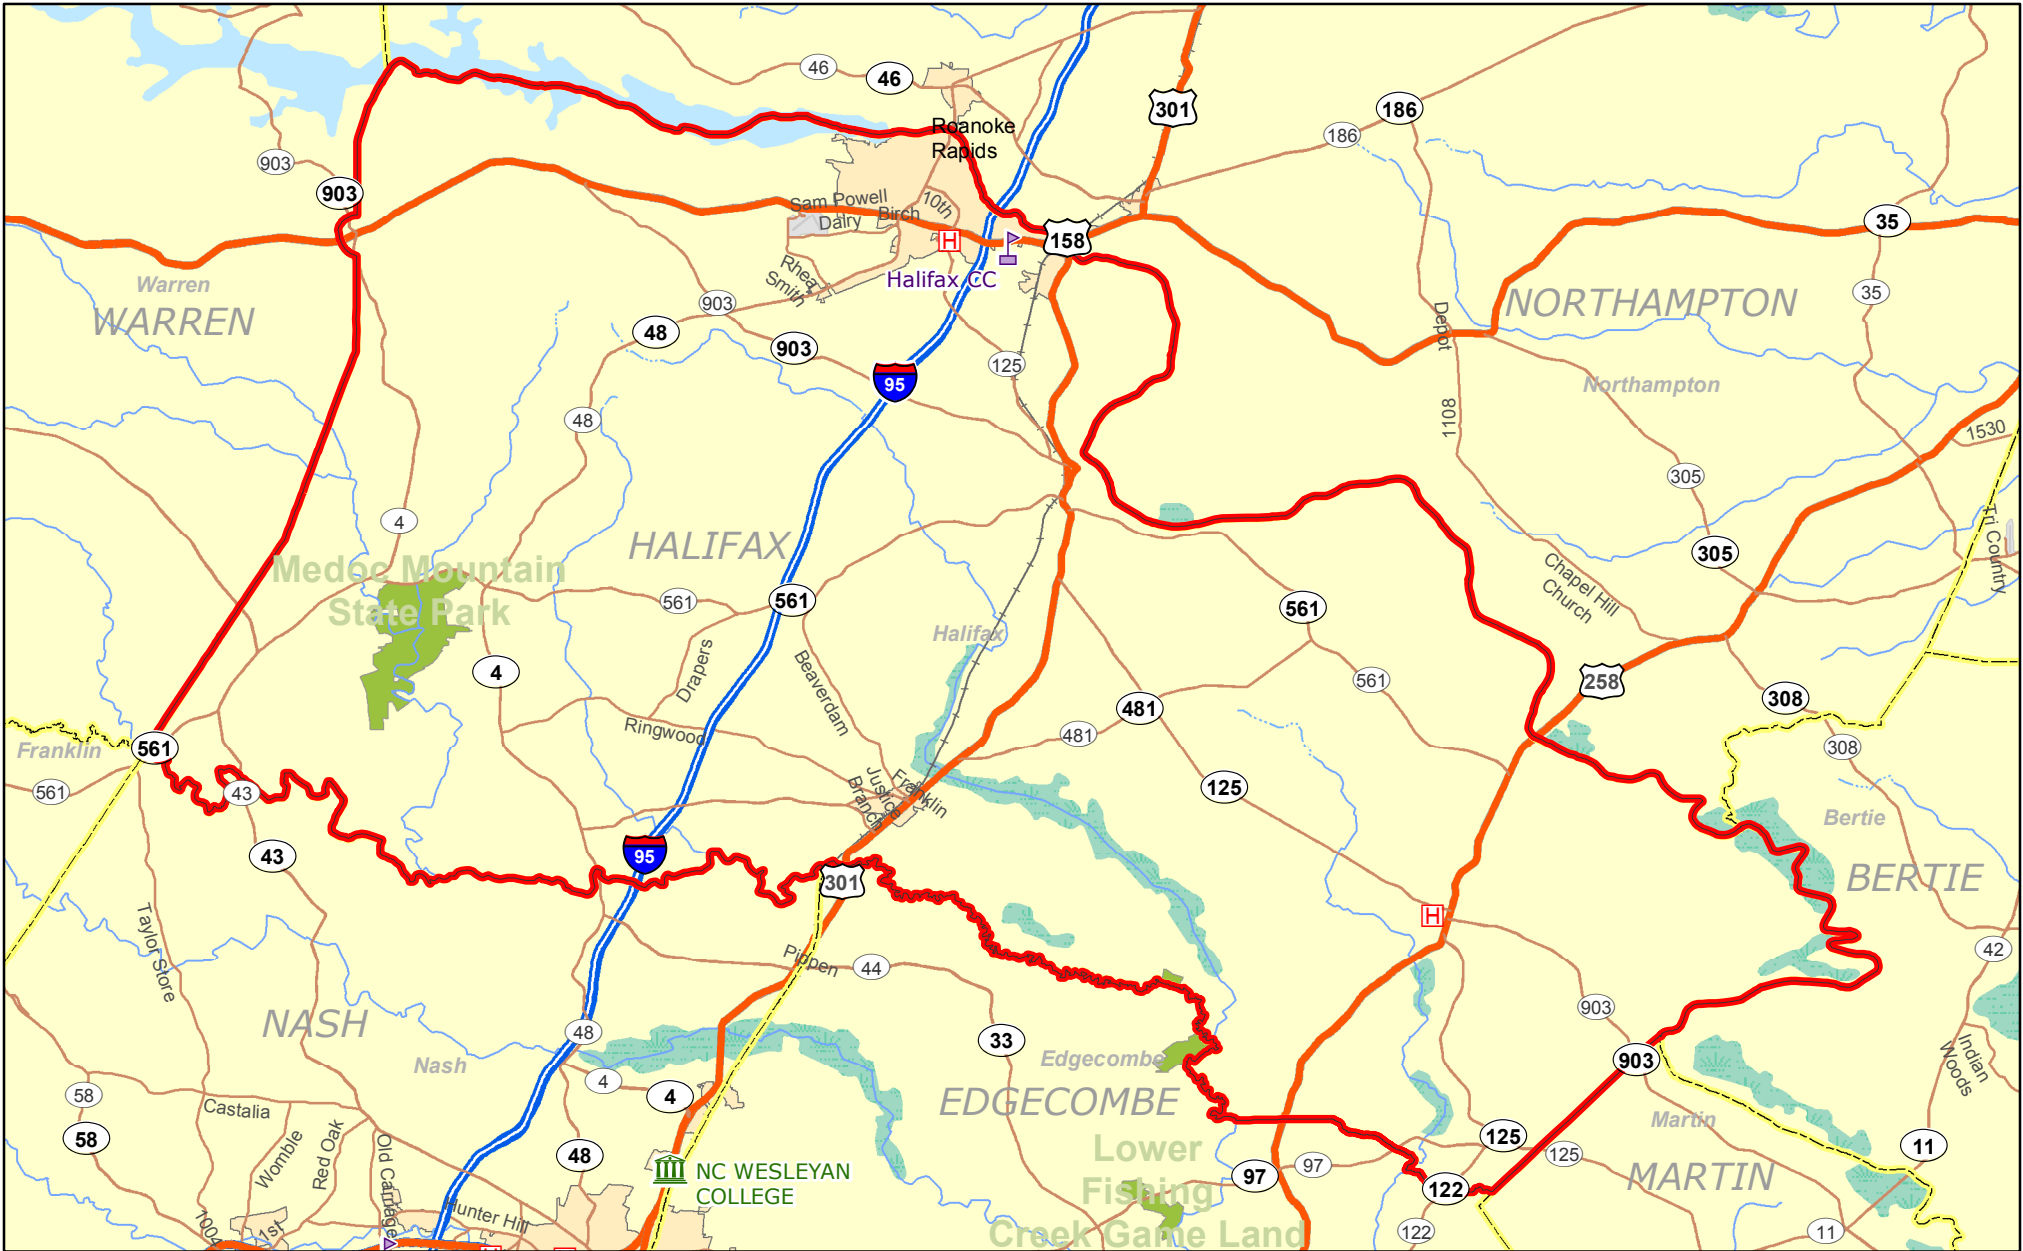 46
46
301
186
186
Roanoke
Rapids
903
903
Sam Powell
10th
Birch
Dairy
158
35
35
Halifax CC
Rhea
Smith
Warren
WARREN
903
48
903
NORTHAMPTON
Depot
Northampton
125
95
48
1108
1530
305
4
305
Tri County
HALIFAX
Medoc Mountain
State Park
561
561
561
Chapel Hill
Church
Halifax
Drapers
4
Beaverdam
561
258
308
481
481
308
Ringwood
Franklin
561
561
43
125
Franklin
Justice
Branch
Bertie
BERTIE
43
95
301
H
H
Taylor Store
Pippen
44
42
903
NASH
48
33
Nash
Edgecombe
EDGECOMBE
903
Indian
Woods
4
4
58
Castalia
58
Womble
Red Oak
Old Carriage
48
NC WESLEYAN
COLLEGE
Lower
Fishing
Creek Game Land
97
97
125
125
122
122
Martin
MARTIN
11
11
1004
1st
Hunter Hill